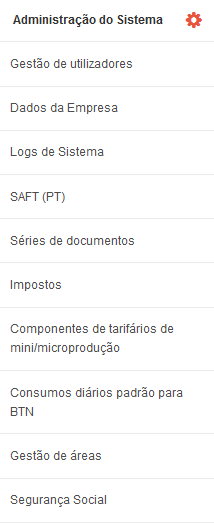 Administração do Sistema
Gestão de utilizadores
Dados da Empresa
Logs de Sistema
SAFT (PT)
Séries de documentos
Impostos
Componentes de tarifários de
mini/microprodução
Consumos diários padrão para
BTN
Gestão de áreas
Segurança Social